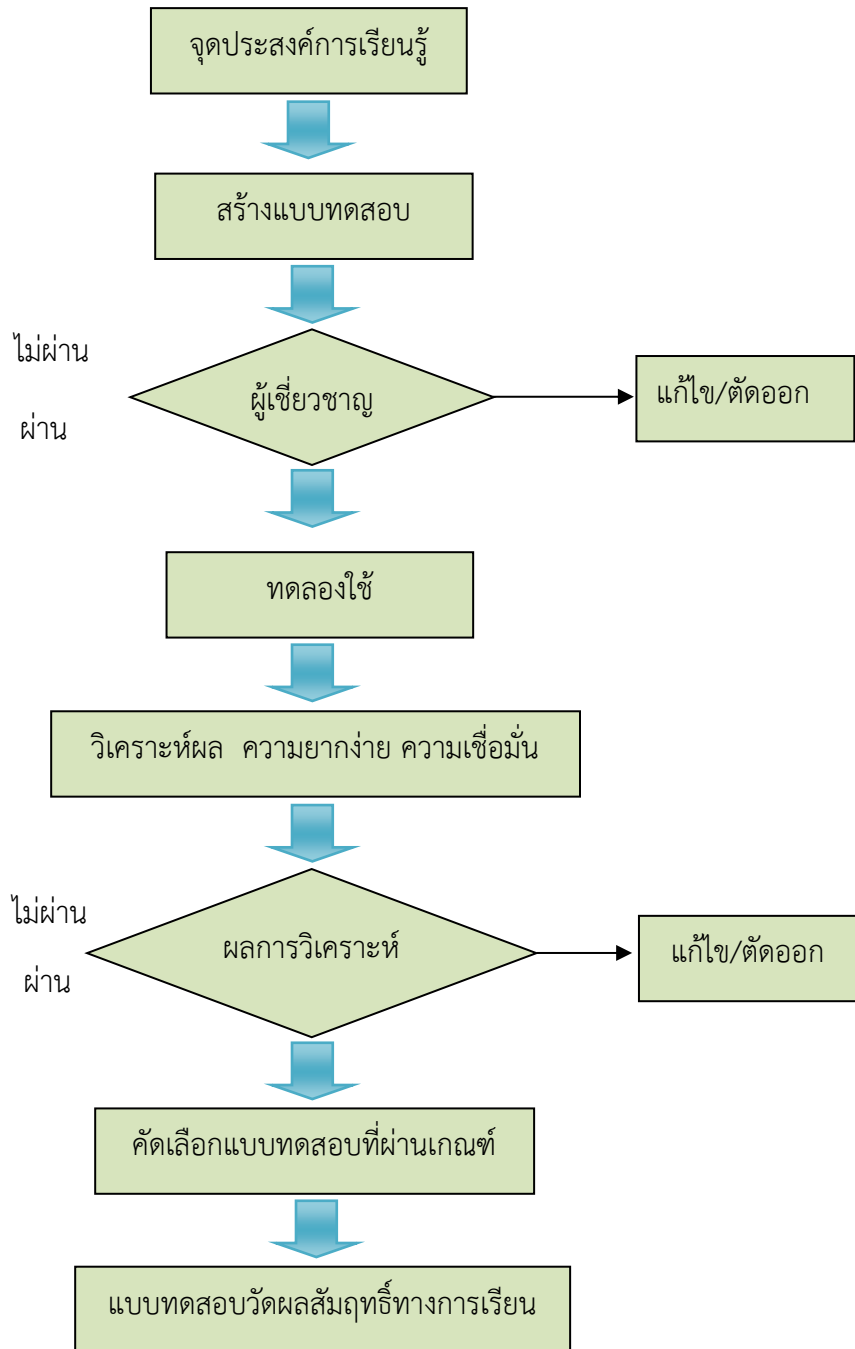 จุดประสงค์การเรียนรู้
สร้างแบบทดสอบ
ไม่ผ่าน
ผ่าน
ผู้เชี่ยวชาญ
แก้ไข/ตัดออก
ทดลองใช้
วิเคราะห์ผล ความยากง่าย ความเชื่อมั่น
ไม่ผ่าน
ผ่าน
ผลการวิเคราะห์
แก้ไข/ตัดออก
คัดเลือกแบบทดสอบที่ผ่านเกณฑ์
แบบทดสอบวัดผลสัมฤทธิ์ทางการเรียน